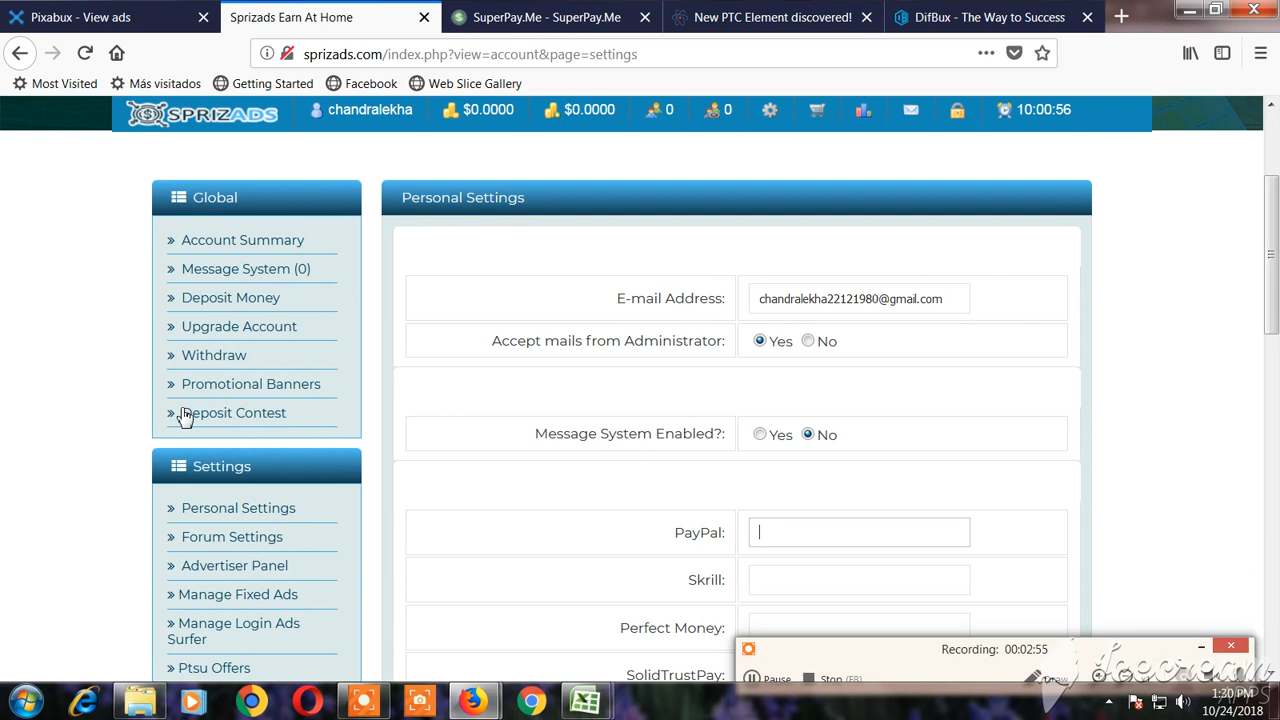 Pixabux - View ads
Sprizads Earn At Home
SuperPay.Me - SuperPay.Me
New PTC Element discovered!
DifBux - The Way to Success
sprizads.com/index.php?view=account&page=settings
Most Visited
Más visitados
Getting Started
Facebook
Web Slice Gallery
SPRIZADS
chandralekha
$0.0000
$0.0000
0
0
10:00:56
Global
Account Summary
Message System (0)
Deposit Money
Upgrade Account
Withdraw
Promotional Banners
Deposit Contest
Settings
Personal Settings
Forum Settings
Advertiser Panel
Manage Fixed Ads
Manage Login Ads
Surfer
Ptsu Offers
Personal Settings
E-mail Address:
chandralekha22121980@gmail.com
Accept mails from Administrator:
Yes No
Message System Enabled?:
Yes No
PayPal:
Skrill:
Perfect Money:
SolidTrustPay:
Recording: 00:02:55
Pause
Stop (F8)
Draw
Icecream
APPS
1:30 PM
10/24/2018